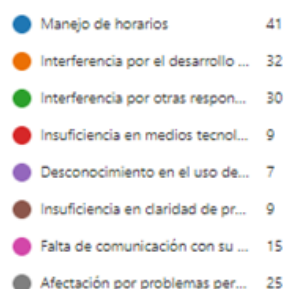 Manejo de horarios 41
Interferencia por el desarrollo ... 32
Interferencia por otras respon... 30
Insuficiencia en medios tecnol... 9
Desconocimiento en el uso de... 7
Insuficiencia en claridad de pr... 9
Falta de comunicación con su ... 15
Afectación por problemas per... 25